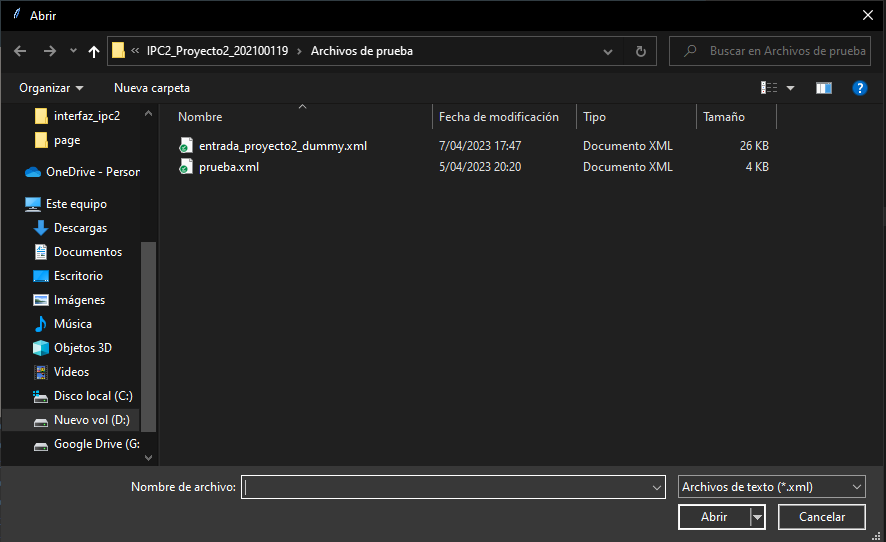 Abrir
« IPC2_Proyecto2_202100119 > Archivos de prueba
Buscar en Archivos de prueba
Organizar
Nueva carpeta
interfaz_ipc2
page
OneDrive - Person
Este equipo
Descargas
Documentos
Escritorio
Imágenes
Música
Objetos 3D
Videos
Disco local (C:)
Nuevo vol (D:)
Google Drive (G:
Nombre Fecha de modificación Tipo Tamaño
entrada_proyecto2_dummy.xml 7/04/2023 17:47 Documento XML 26 KB
prueba.xml 5/04/2023 20:20 Documento XML 4 KB
Nombre de archivo:
Archivos de texto (*.xml)
Abrir Cancelar